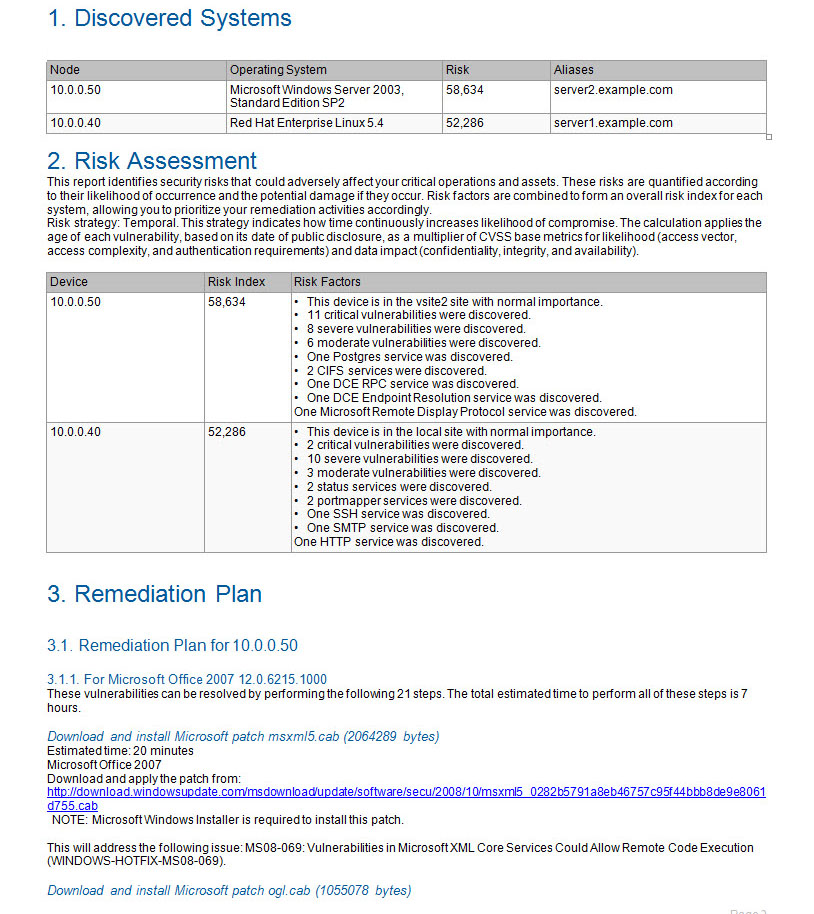 1. Discovered Systems
Node Operating System Risk Aliases
10.0.0.50 Microsoft Windows Server 2003, 58,634 server2.example.com
Standard Edition SP2
10.0.0.40 Red Hat Enterprise Linux 5.4 52,286 server1.example.com
2. Risk Assessment
This report identifies security risks that could adversely affect your critical operations and assets. These risks are quantified according
to their likelihood of occurrence and the potential damage if they occur. Risk factors are combined to form an overall risk index for each
system, allowing you to prioritize your remediation activities accordingly.
Risk strategy: Temporal. This strategy indicates how time continuously increases likelihood of compromise. The calculation applies the
age of each vulnerability, based on its date of public disclosure, as a multiplier of CVSS base metrics for likelihood (access vector,
access complexity, and authentication requirements) and data impact (confidentiality, integrity, and availability).
Device Risk Index Risk Factors
10.0.0.50 58,634 • This device is in the vsite2 site with normal importance.
• 11 critical vulnerabilities were discovered.
• 8 severe vulnerabilities were discovered.
• 6 moderate vulnerabilities were discovered.
• One Postgres service was discovered.
• 2 CIFS services were discovered.
• One DCE RPC service was discovered.
• One DCE Endpoint Resolution service was discovered.
One Microsoft Remote Display Protocol service was discovered.
10.0.0.40 52,286 • This device is in the local site with normal importance.
• 2 critical vulnerabilities were discovered.
• 10 severe vulnerabilities were discovered.
• 3 moderate vulnerabilities were discovered.
• 2 status services were discovered.
• 2 portmapper services were discovered.
• One SSH service was discovered.
• One SMTP service was discovered.
One HTTP service was discovered.
3. Remediation Plan
3.1. Remediation Plan for 10.0.0.50
3.1.1. For Microsoft Office 2007 12.0.6215.1000
These vulnerabilities can be resolved by performing the following 21 steps. The total estimated time to perform all of these steps is 7
hours.
Download and install Microsoft patch msxml5.cab (2064289 bytes)
Estimated time: 20 minutes
Microsoft Office 2007
Download and apply the patch from:
http://download.windowsupdate.com/msdownload/update/software/secu/2008/10/msxml5_0282b5791a8eb46757c95f44bbb8de9e8061
d755.cab
NOTE: Microsoft Windows Installer is required to install this patch.
This will address the following issue: MS08-069: Vulnerabilities in Microsoft XML Core Services Could Allow Remote Code Execution
(WINDOWS-HOTFIX-MS08-069).
Download and install Microsoft patch ogl.cab (1055078 bytes)